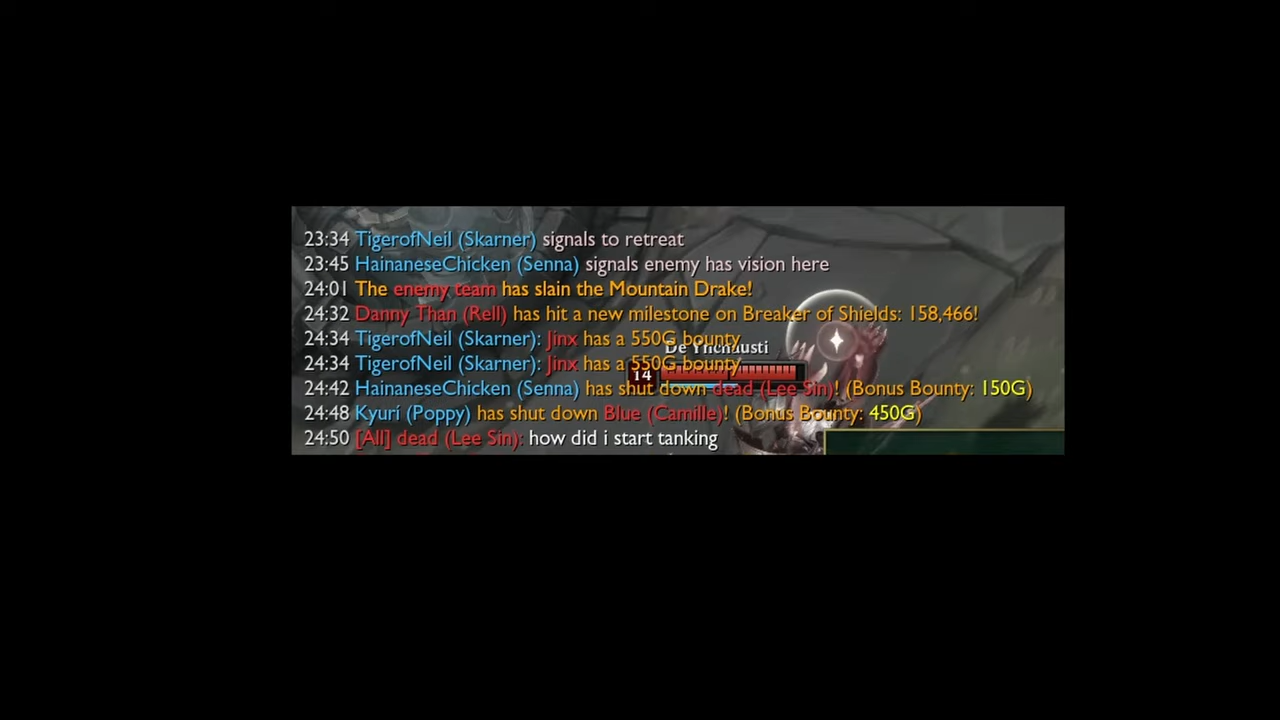 23:34 TigerofNeil (Skarner) signals to retreat
23:45 HainaneseChicken (Senna) signals enemy has vision here
24:01 The enemy team has slain the Mountain Drake!
24:32 Danny Than (Rell) has hit a new milestone on Breaker of Shields: 158,466!
24:34 TigerofNeil (Skarner): Jinx has a 550G bounty
De
24:34 TigerofNeil (Skarner): Jinx has a 550G bounty
14
24:42 HainaneseChicken (Senna) has shut down dead (Lee Sin)! (Bonus Bounty: 150G)
24:48 Kyuri (Poppy) has shut down Blue (Camille)! (Bonus Bounty: 450G)
24:50 [All] dead (Lee Sin): how did i start tanking